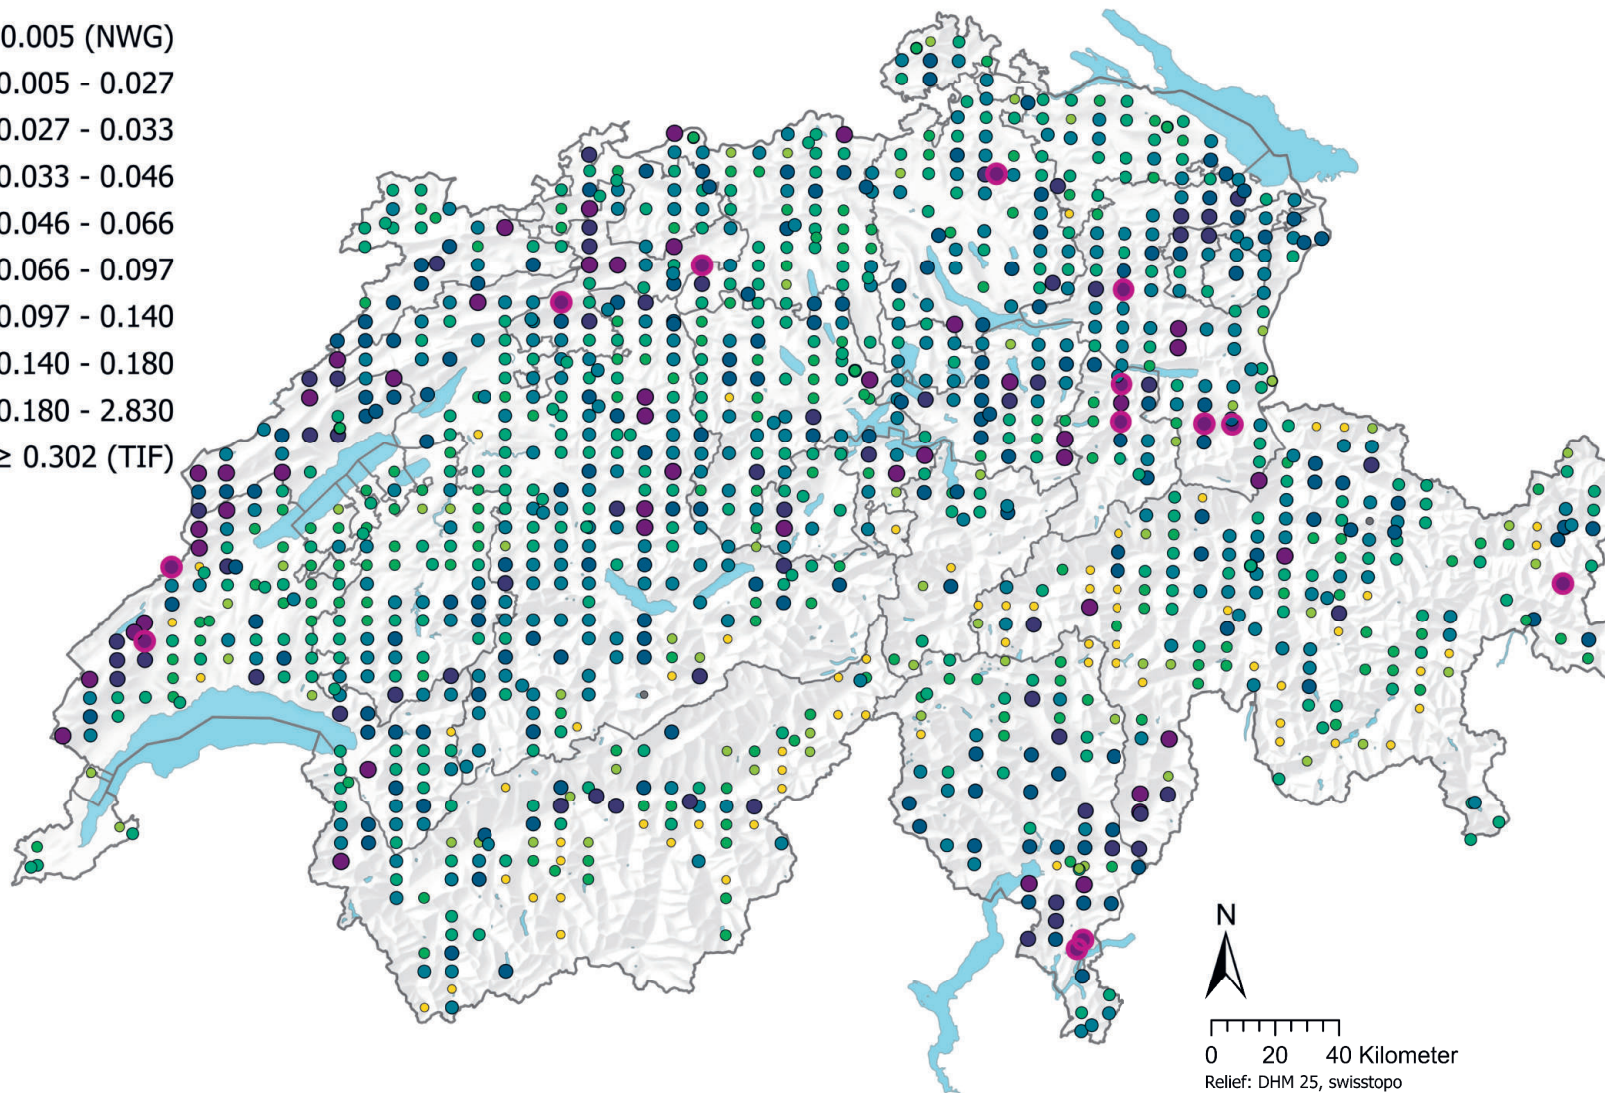 0.005 (NWG)
0.005 - 0.027
0.027 - 0.033
0.033 - 0.046
0.046 - 0.066
0.066 - 0.097
0.097 - 0.140
0.140 - 0.180
0.180 - 2.830
≥ 0.302 (TIF)
N
0 20 40 Kilometer
Relief: DHM 25, swisstopo